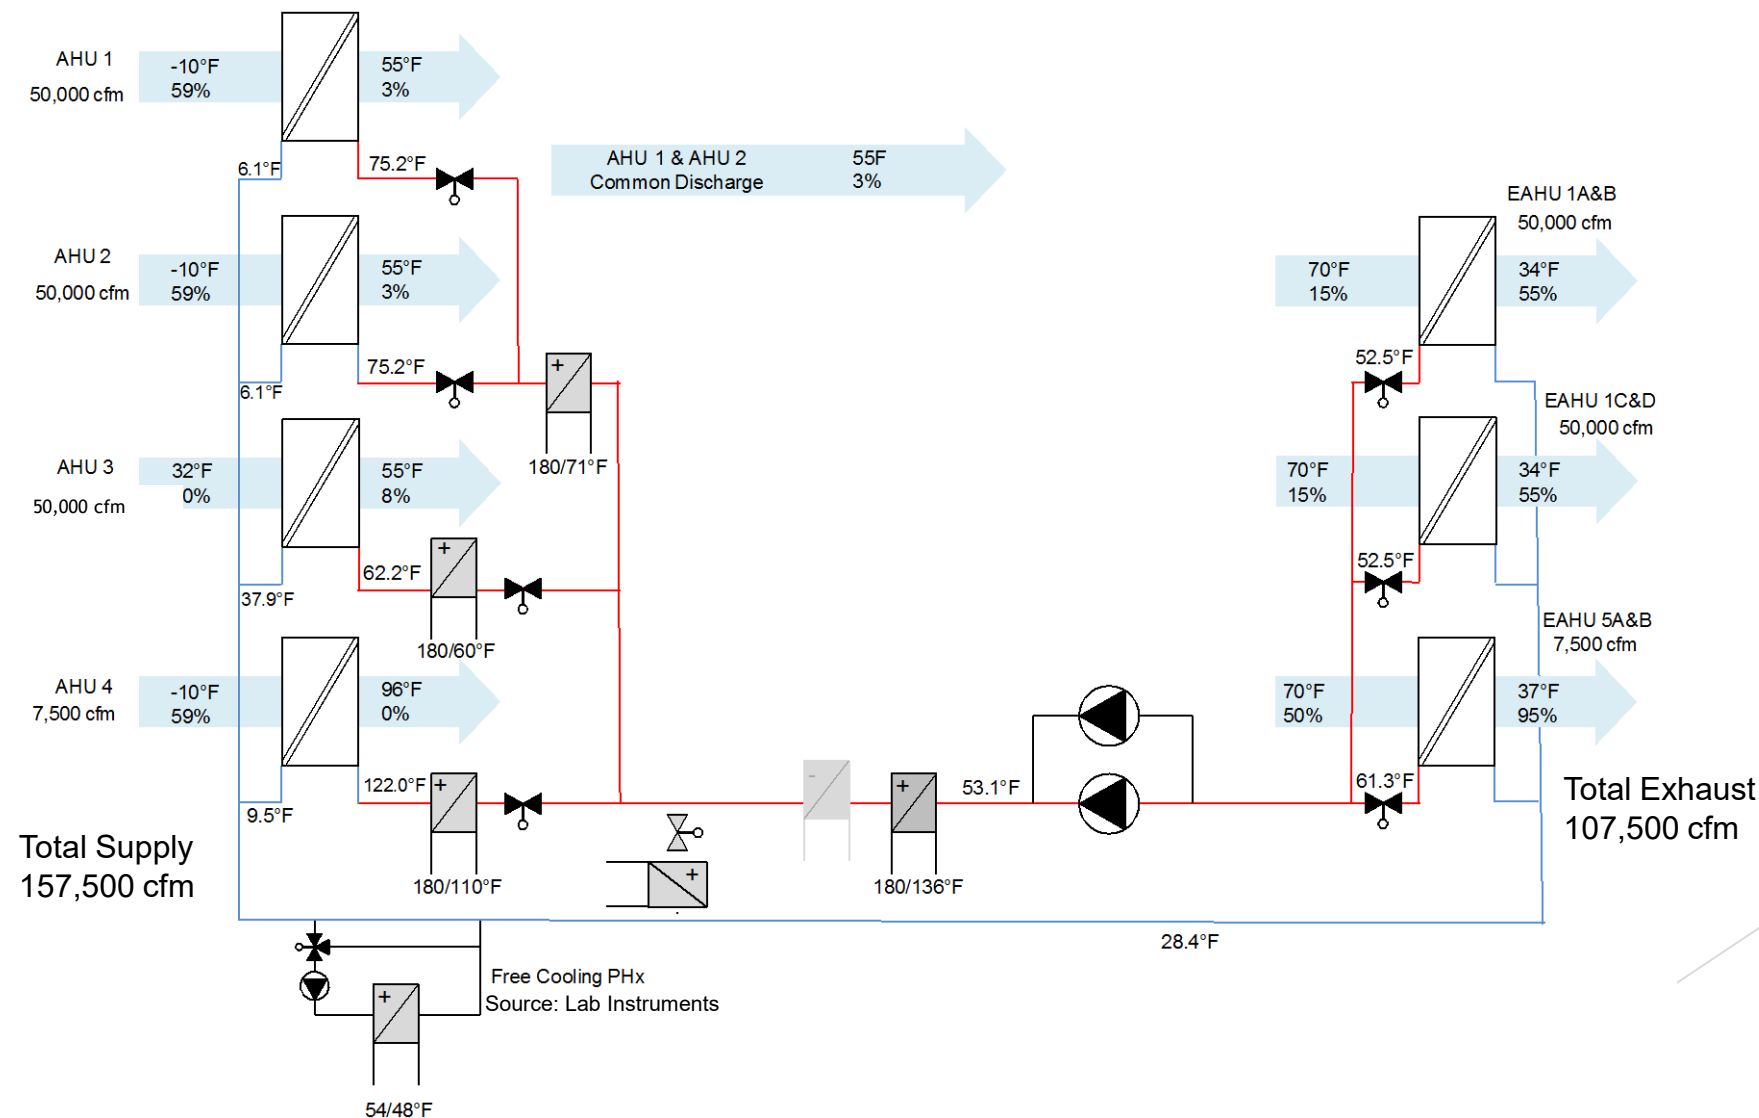 AHU 1
50,000 cfm
-10°F
59%
55°F
3%
6.1°F
75.2°F
AHU 1 & AHU 2
Common Discharge
55F
3%
AHU 2
50,000 cfm
-10°F
59%
55°F
3%
6.1°F
75.2°F
+
180/71°F
AHU 3
50,000 cfm
32°F
0%
55°F
8%
37.9°F
62.2°F
+
180/60°F
AHU 4
7,500 cfm
-10°F
59%
96°F
0%
9.5°F
122.0°F
+
180/110°F
Total Supply
157,500 cfm
-
+
53.1°F
180/136°F
+
EAHU 1A&B
50,000 cfm
70°F
15%
34°F
55%
52.5°F
EAHU 1C&D
50,000 cfm
70°F
15%
34°F
55%
52.5°F
EAHU 5A&B
7,500 cfm
70°F
50%
37°F
95%
61.3°F
Total Exhaust
107,500 cfm
28.4°F
Free Cooling PHx
Source: Lab Instruments
+
54/48°F